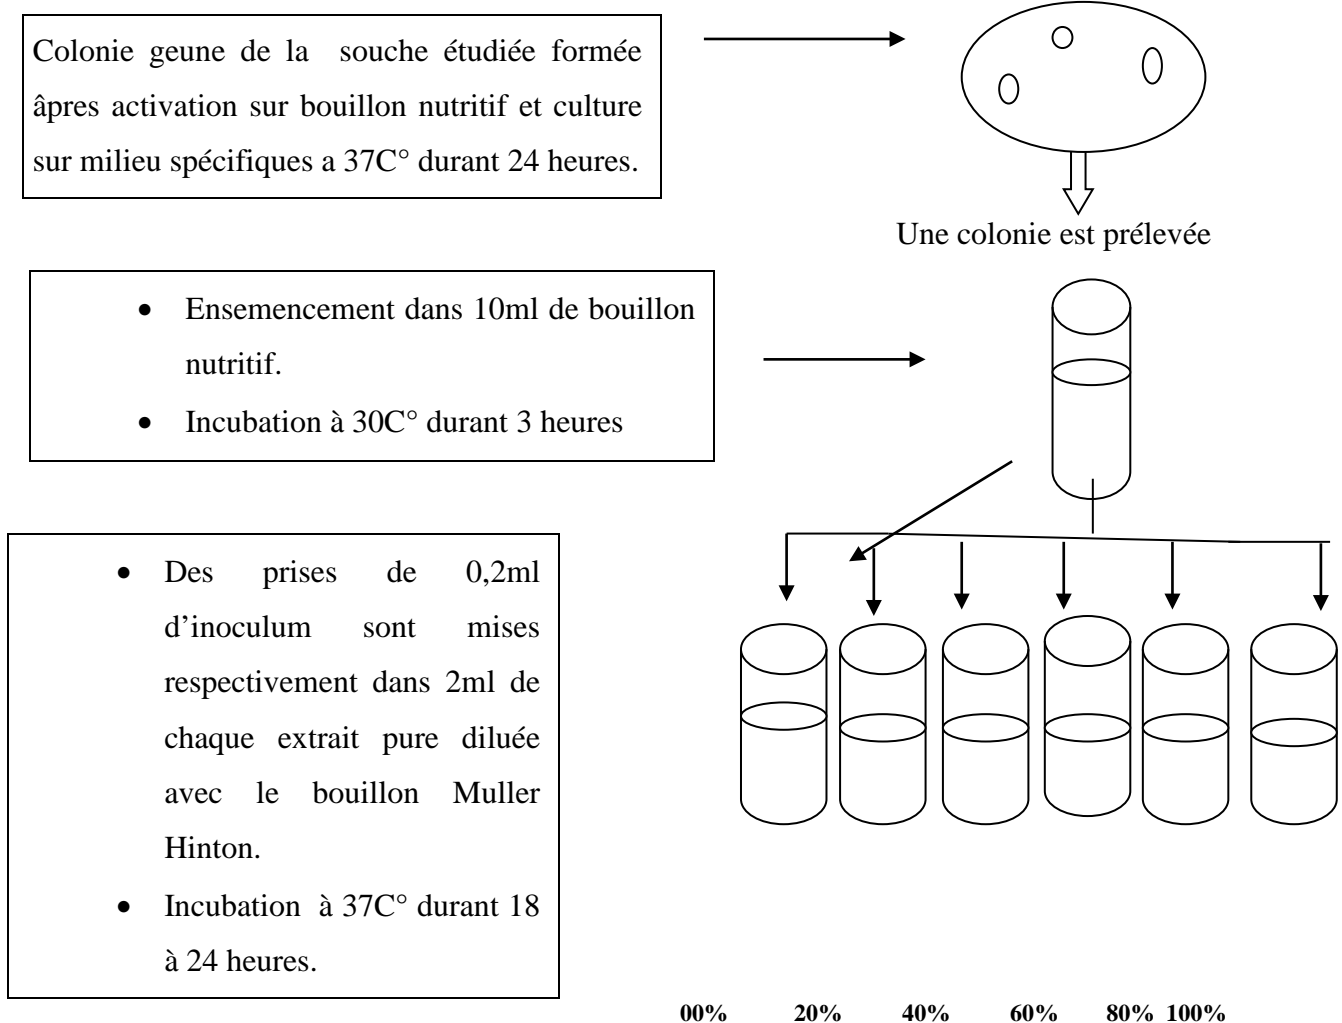 Colonie geune de la souche étudiée formée
âpres activation sur bouillon nutritif et culture
sur milieu spécifiques a 37C° durant 24 heures.
Une colonie est prélevée
• Ensemencement dans 10ml de bouillon
nutritif.
• Incubation à 30C° durant 3 heures
• Des prises de 0,2ml
d’inoculum sont mises
respectivement dans 2ml de
chaque extrait pure diluée
avec le bouillon Muller
Hinton.
• Incubation à 37C° durant 18
à 24 heures.
00% 20% 40% 60% 80% 100%